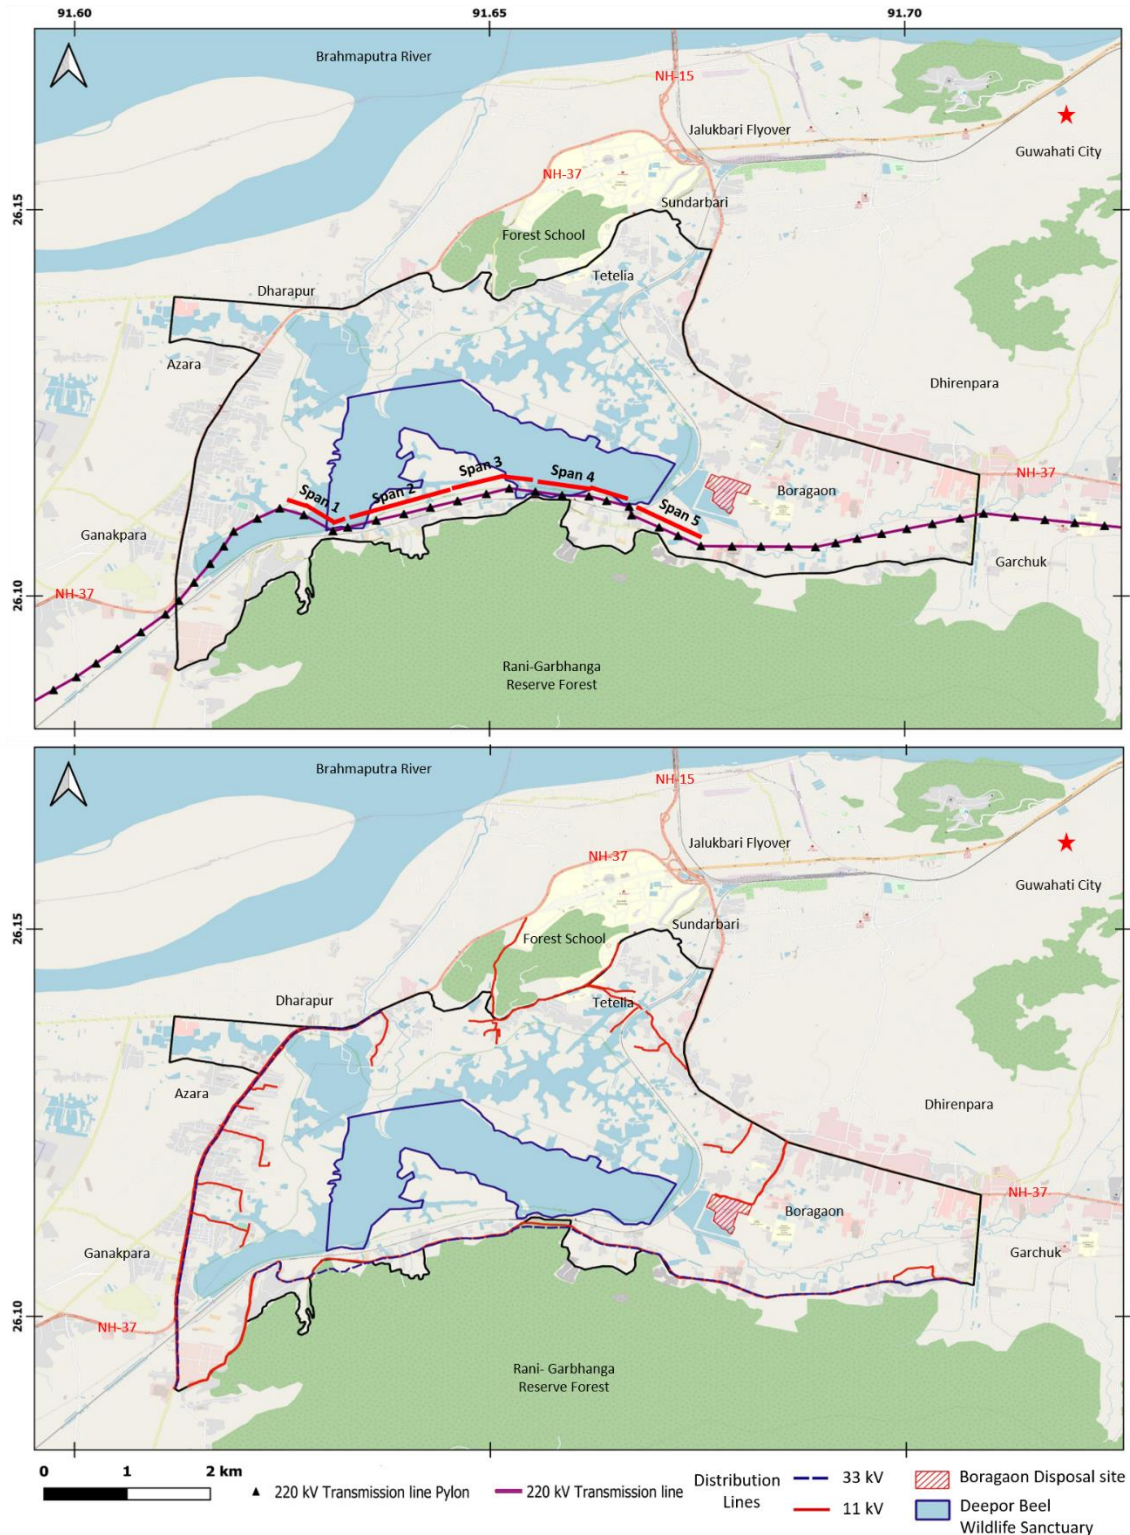 91.60
91.65
91.70
Brahmaputra River
NH-15
Jalukbari Flyover
Guwahati City
NH-37
26.15
Sundarbari
Forest School
Tetelia
Dharapur
Azara
Dhirenpara
Span 3
Span 4
Span 2
Span 1
Span 5
NH-37
Boragaon
Ganakpara
Garchuk
NH-37
26.10
Rani-Garbhanga
Reserve Forest
Brahmaputra River
NH-15
Jalukbari Flyover
NH-37
Guwahati City
26.15
Sundarbari
Forest School
Dharapur
Tetelia
Azara
Dhirenpara
NH-37
Boragaon
Ganakpara
Garchuk
26.10
NH-37
Rani- Garbhanga
Reserve Forest
0 1 2 km
220 kV Transmission line Pylon
220 kV Transmission line
Distribution
Lines
33 kV
11 kV
Boragaon Disposal site
Deepor Beel
Wildlife Sanctuary